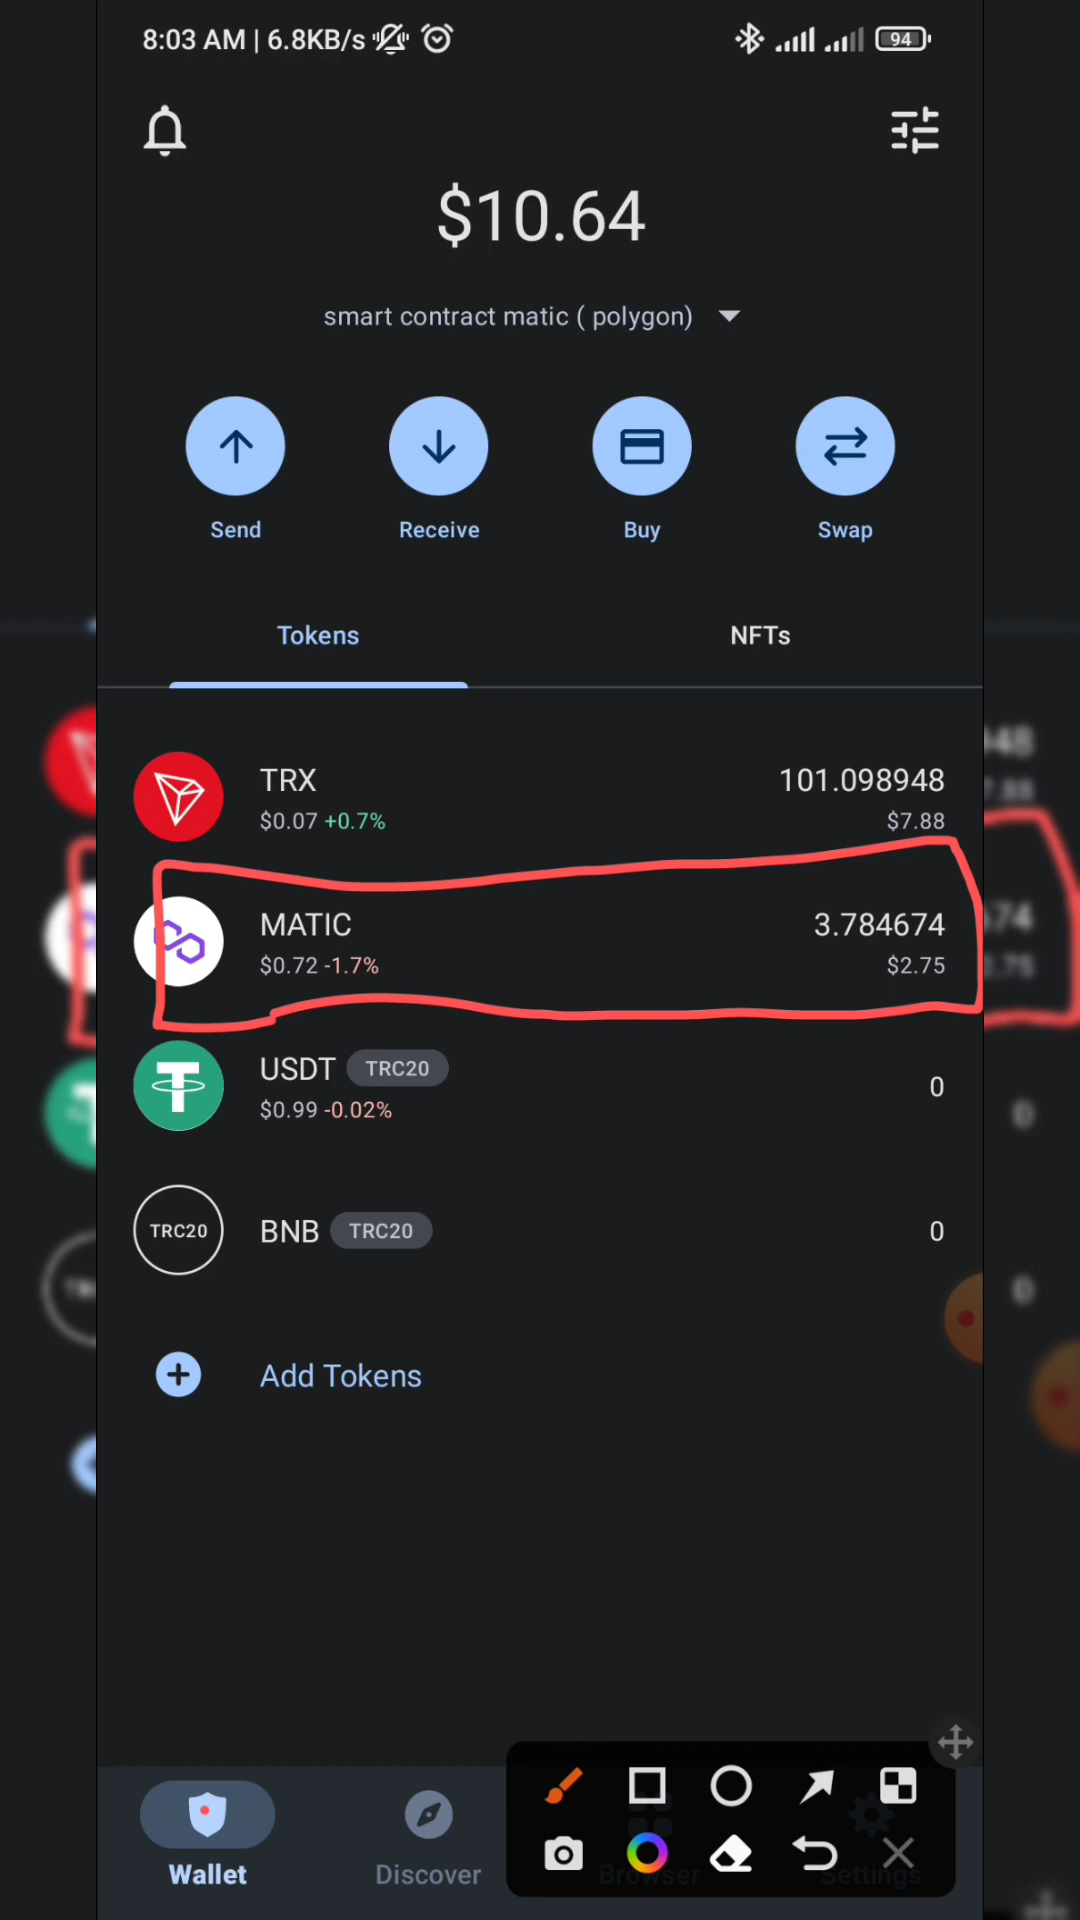 8:03 AM | 6.8KB/s
94
$10.64
smart contract matic ( polygon)
Send Receive Buy Swap
Tokens NFTs
TRX 101.098948
$0.07 +0.7% $7.88
MATIC 3.784674
$0.72 -1.7% $2.75
USDT TRC20 0
$0.99 -0.02%
TRC20 BNB TRC20 0
Add Tokens
Wallet Discover Browser Settings